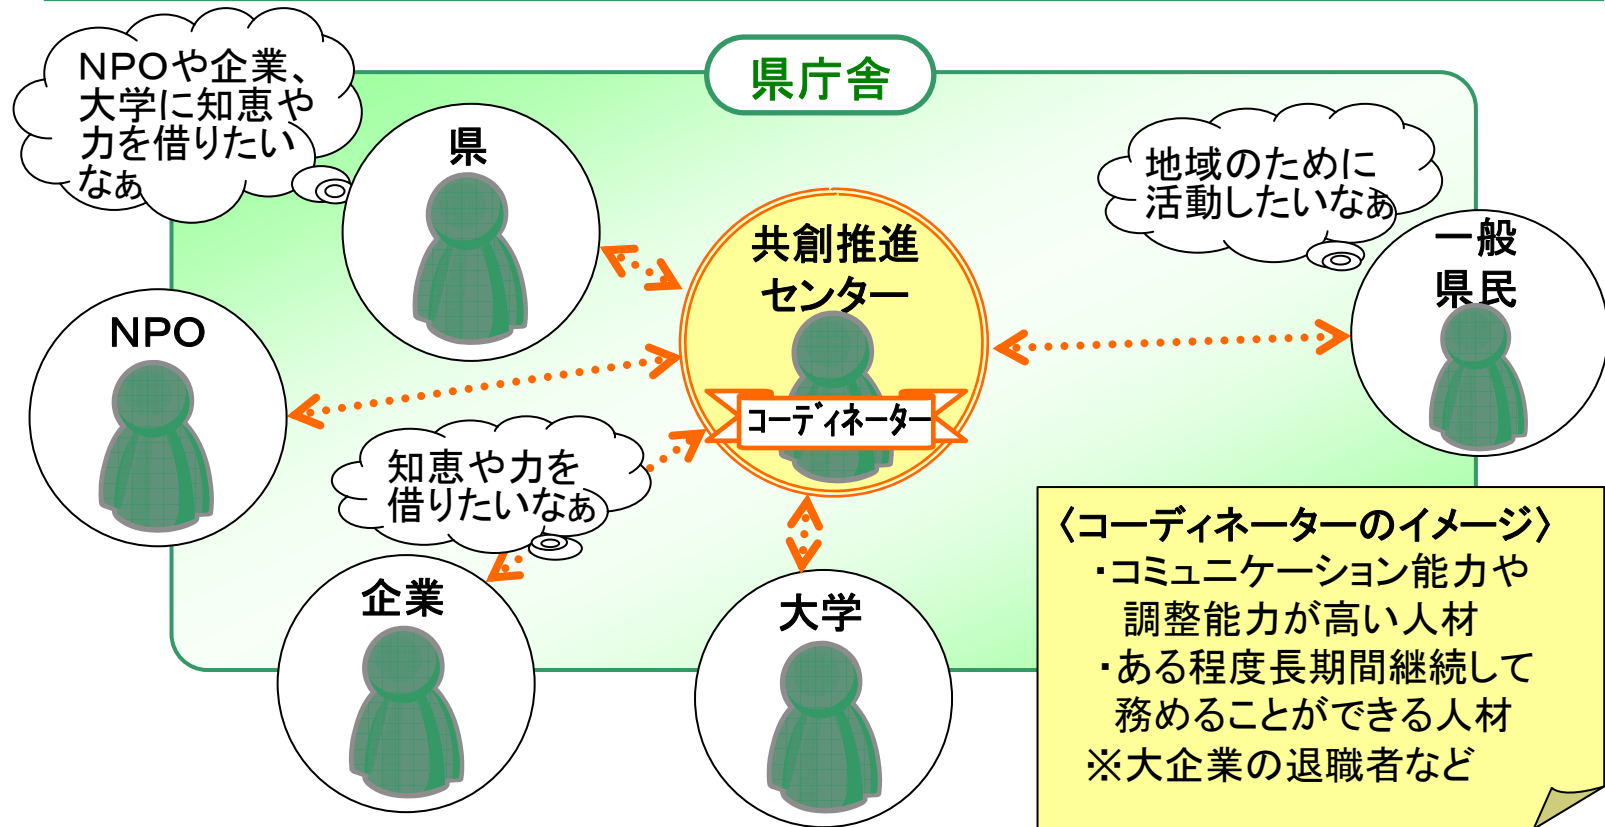 県庁舎
NPOや企業、
大学に知恵や
力を借りたい
なぁ
県
地域のために
活動したいなぁ
一般
県民
共創推進
センター
コーディネーター
NPO
知恵や力を
借りたいなぁ
企業
大学
〈コーディネーターのイメージ〉
・コミュニケーション能力や
調整能力が高い人材
・ある程度長期間継続して
務めることができる人材
※大企業の退職者など